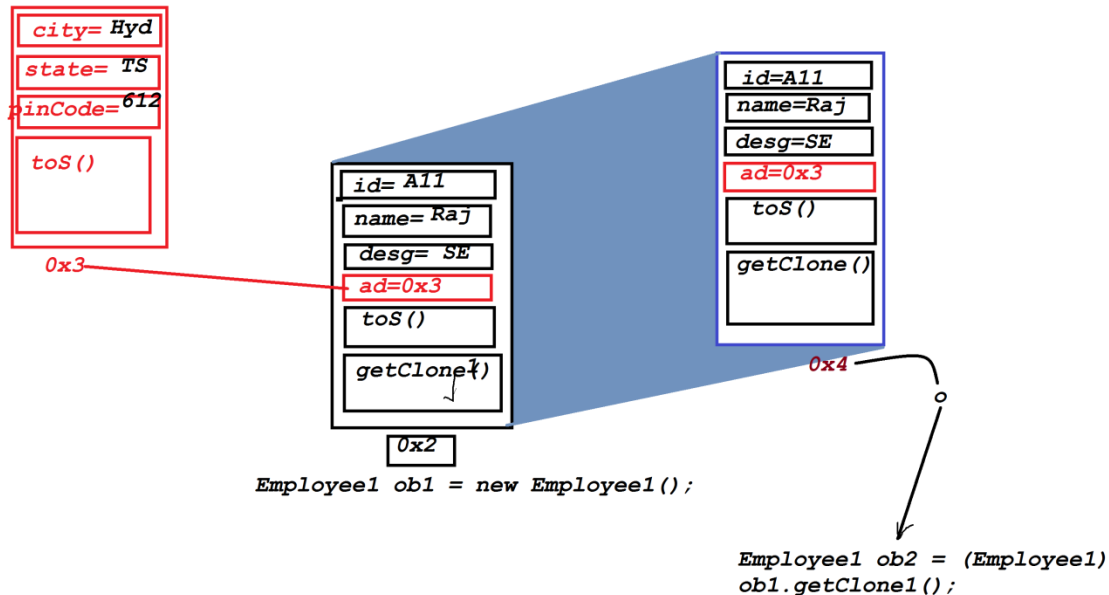 city= Hyd
state= TS
pinCode= 612
toS()
0x3
id= A11
name= Raj
desg= SE
ad=0x3
toS()
getClone1()
0x2
Employee1 ob1 = new Employee1();
id=A11
name=Raj
desg=SE
ad=0x3
toS()
getClone()
0x4
Employee1 ob2 = (Employee1)
ob1.getClone1();